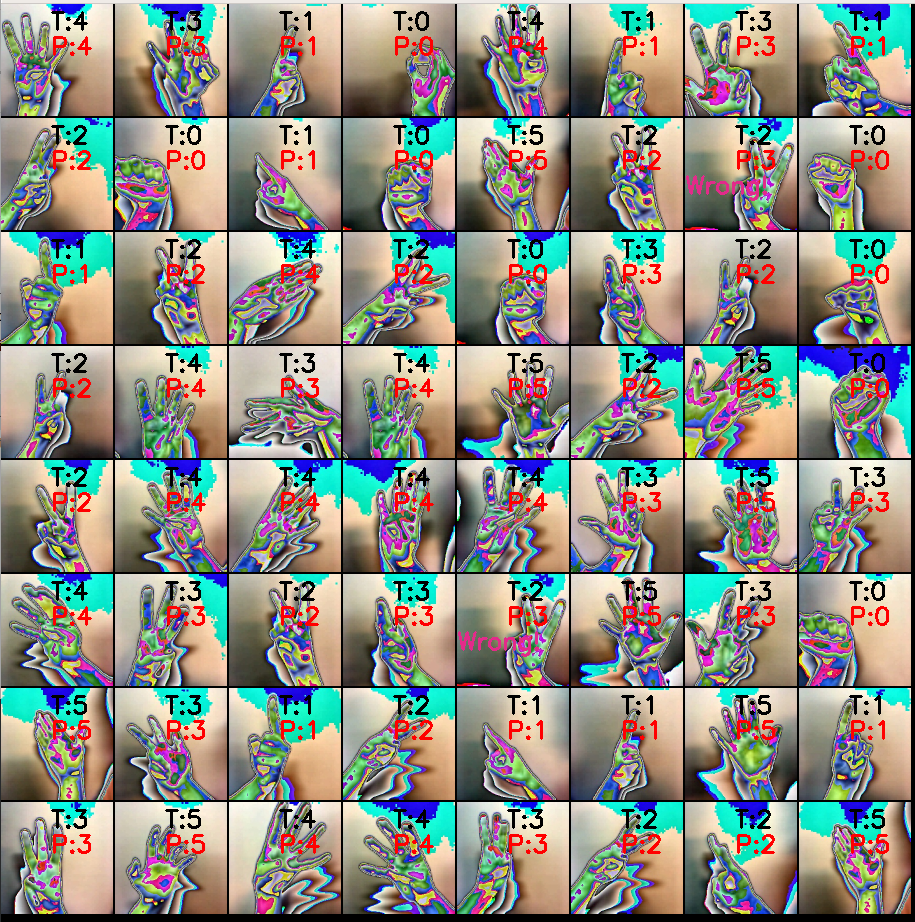 T:4 T:3 T:1 T:0 T:4 T:1 T:3 T:1
P:4 P:3 P:1 P:0 P:4 P:1 P:3 P:1
T:2 T:0 T:1 T:0 T:5 T:2 T:2 T:0
P:2 P:0 P:1 P:0 P:5 P:2 P:3 P:0
Wrong!
T:1 T:2 T:4 T:2 T:0 T:3 T:2 T:0
P:1 P:2 P:4 P:2 P:0 P:3 P:2 P:0
T:2 T:4 T:3 T:4 T:5 T:2 T:5 T:0
P:2 P:4 P:3 P:4 P:5 P:2 P:5 P:0
T:2 T:4 T:4 T:4 T:4 T:3 T:5 T:3
P:2 P:4 P:4 P:4 P:4 P:3 P:5 P:3
T:4 T:3 T:2 T:3 T:2 T:5 T:3 T:0
P:4 P:3 P:2 P:3 P:3 P:5 P:3 P:0
Wrong!
T:5 T:3 T:1 T:2 T:1 T:1 T:5 T:1
P:5 P:3 P:1 P:2 P:1 P:1 P:5 P:1
T:3 T:5 T:4 T:4 T:3 T:2 T:2 T:5
P:3 P:5 P:4 P:4 P:3 P:2 P:2 P:5